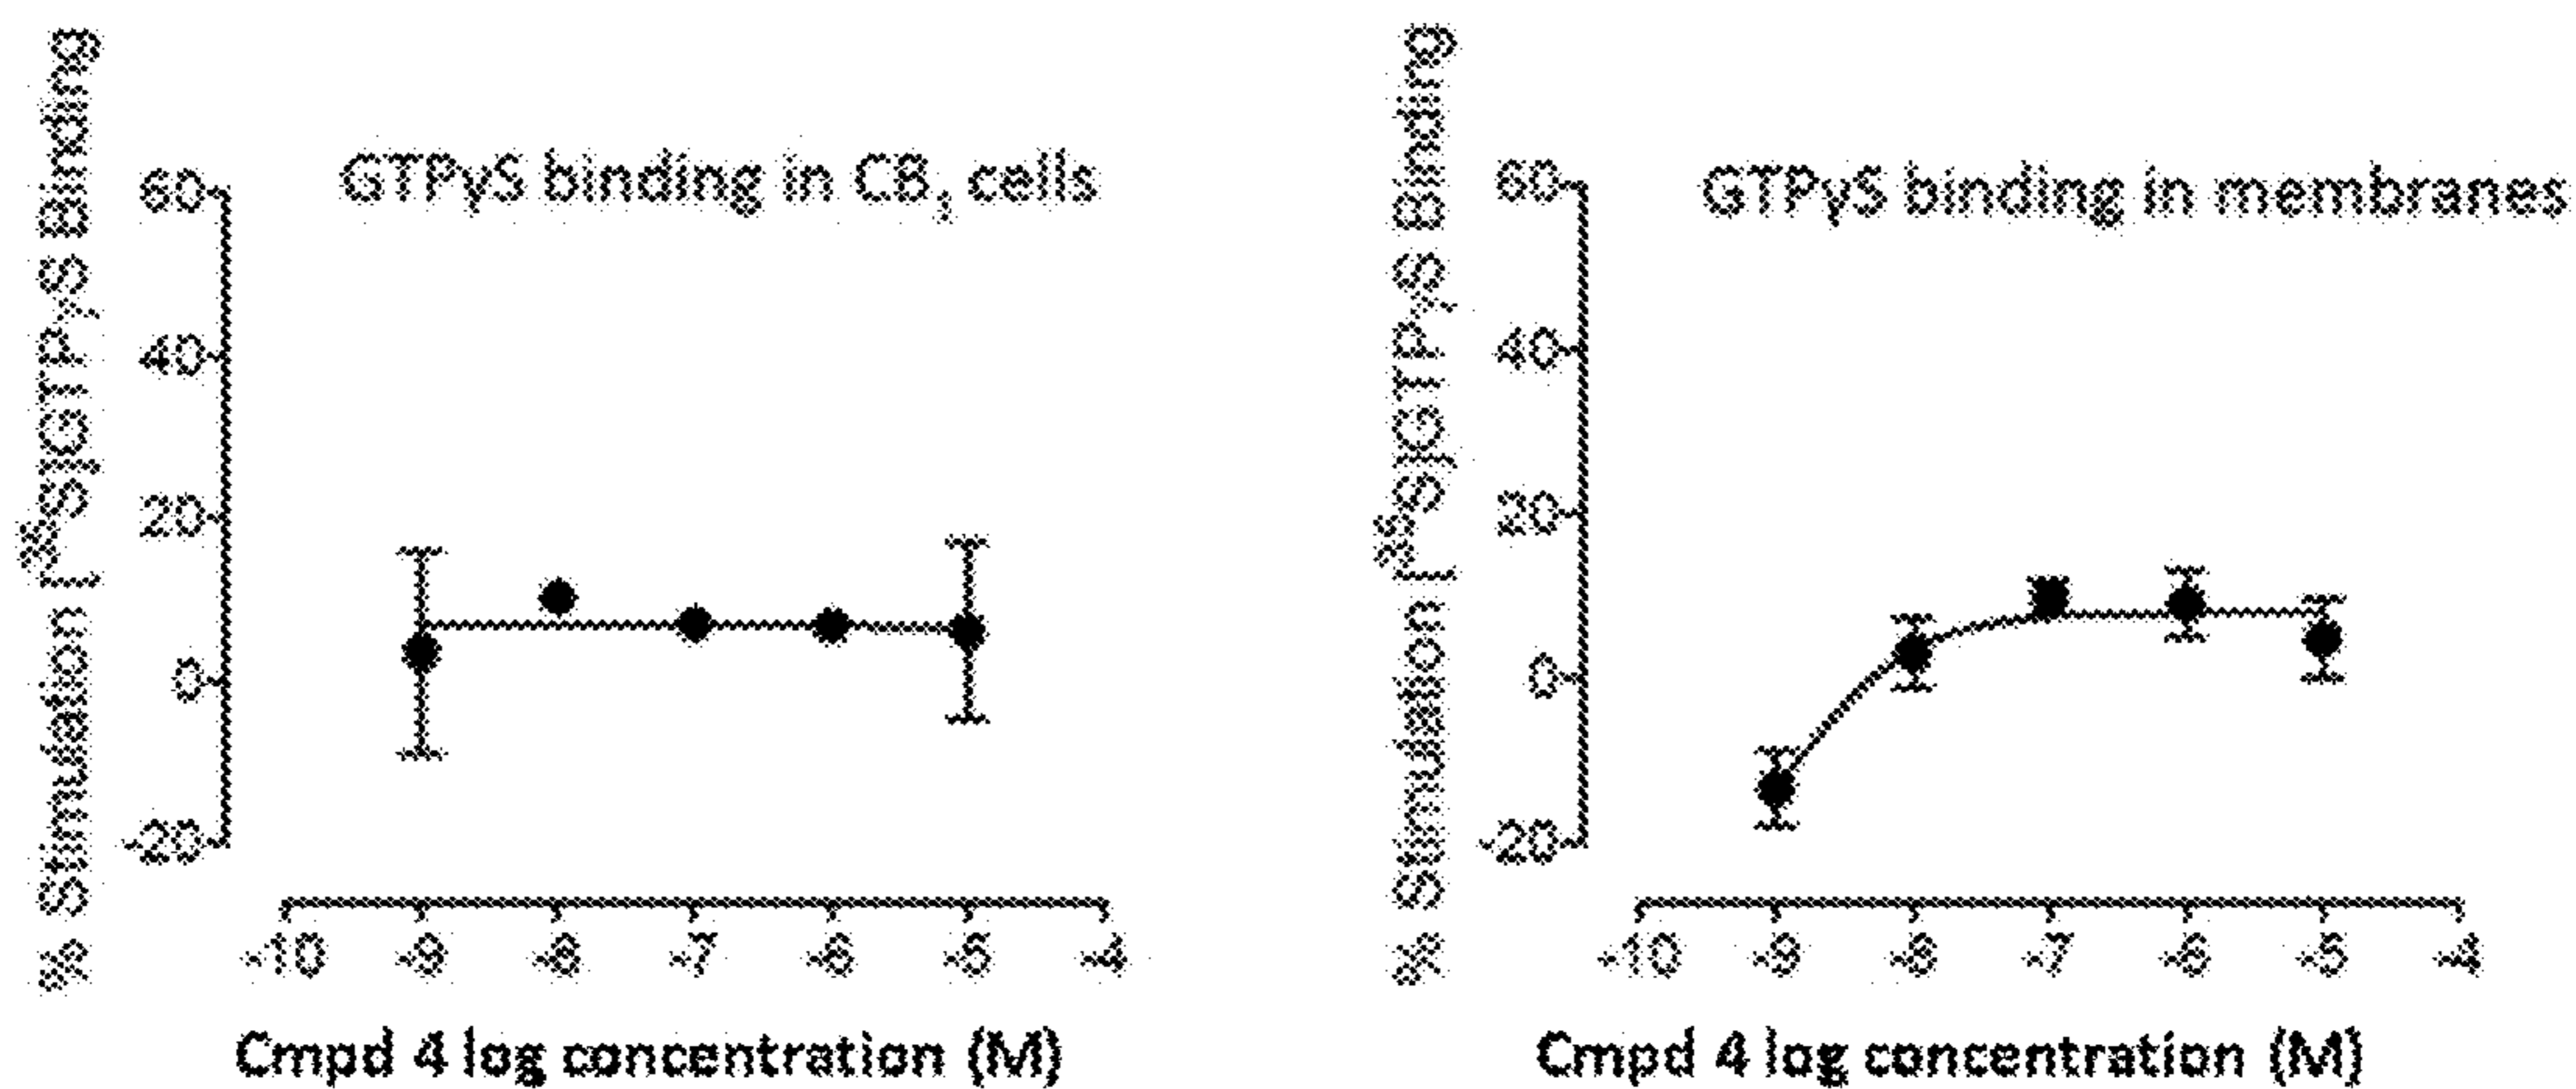 GTPγS binding in CB₁ cells
% Stimulation [³⁵S]GTPγS Binding
60
40
20
0
-20
-10 -9 -8 -7 -6 -5 -4
Cmpd 4 log concentration (M)
GTPγS binding in membranes
% Stimulation [³⁵S]GTPγS Binding
60
40
20
0
-20
-10 -9 -8 -7 -6 -5 -4
Cmpd 4 log concentration (M)